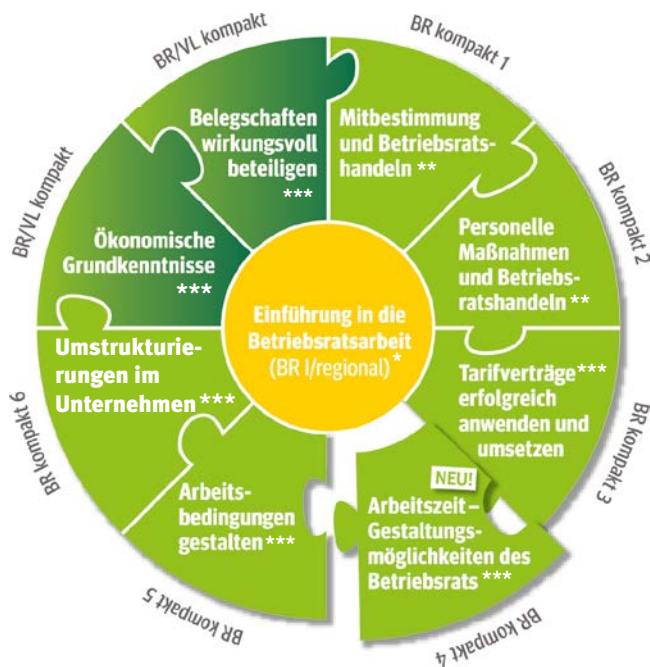 BR/VL kompakt
BR kompakt 1
Belegschaften
wirkungsvoll
beteiligen
***
Mitbestimmung
und Betriebsrats-
handeln **
BR/VL kompakt
BR kompakt 2
Ökonomische
Grundkenntnisse
***
Personelle
Maßnahmen
und Betriebs-
ratshandeln **
Einführung in die
Betriebsratsarbeit
(BR I/regional) *
Umstrukturie-
rungen im
Unternehmen ***
BR kompakt 6
Tarifverträge ***
erfolgreich
anwenden und
umsetzen
BR kompakt 3
Arbeits-
bedingungen
gestalten ***
BR kompakt 5
NEU!
Arbeitszeit –
Gestaltungs-
möglichkeiten des
Betriebsrats ***
BR kompakt 4